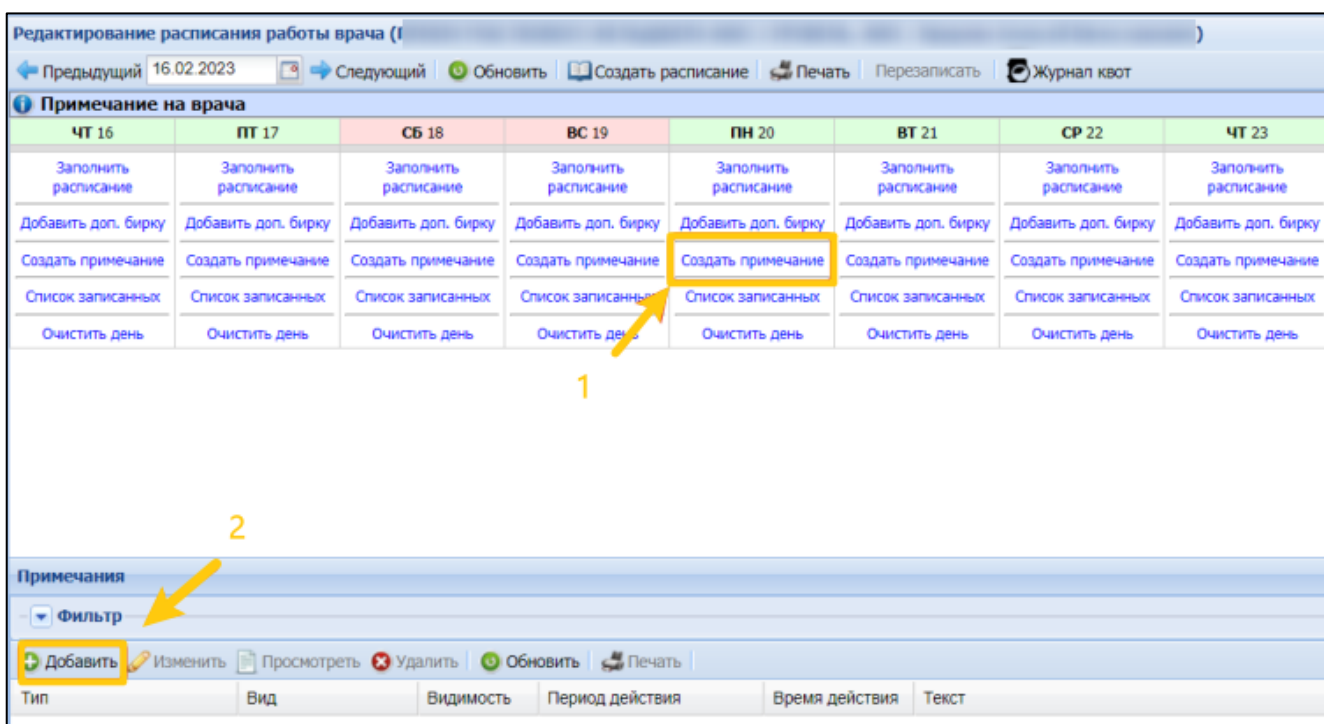 Редактирование расписания работы врача ( )
Предыдущий 16.02.2023 Следующий Обновить Создать расписание Печать Перезаписать Журнал квот
Примечание на врача
ЧТ 16 ПТ 17 СБ 18 ВС 19 ПН 20 ВТ 21 СР 22 ЧТ 23
Заполнить Заполнить Заполнить Заполнить Заполнить Заполнить Заполнить Заполнить
расписание расписание расписание расписание расписание расписание расписание расписание
Добавить доп. бирку Добавить доп. бирку Добавить доп. бирку Добавить доп. бирку Добавить доп. бирку Добавить доп. бирку Добавить доп. бирку Добавить доп. бирку
Создать примечание Создать примечание Создать примечание Создать примечание Создать примечание Создать примечание Создать примечание Создать примечание
Список записанных Список записанных Список записанных Список записанных Список записанных Список записанных Список записанных Список записанных
Очистить день Очистить день Очистить день Очистить день Очистить день Очистить день Очистить день Очистить день
1
2
Примечания
Фильтр
Добавить Изменить Просмотреть Удалить Обновить Печать
Тип Вид Видимость Период действия Время действия Текст